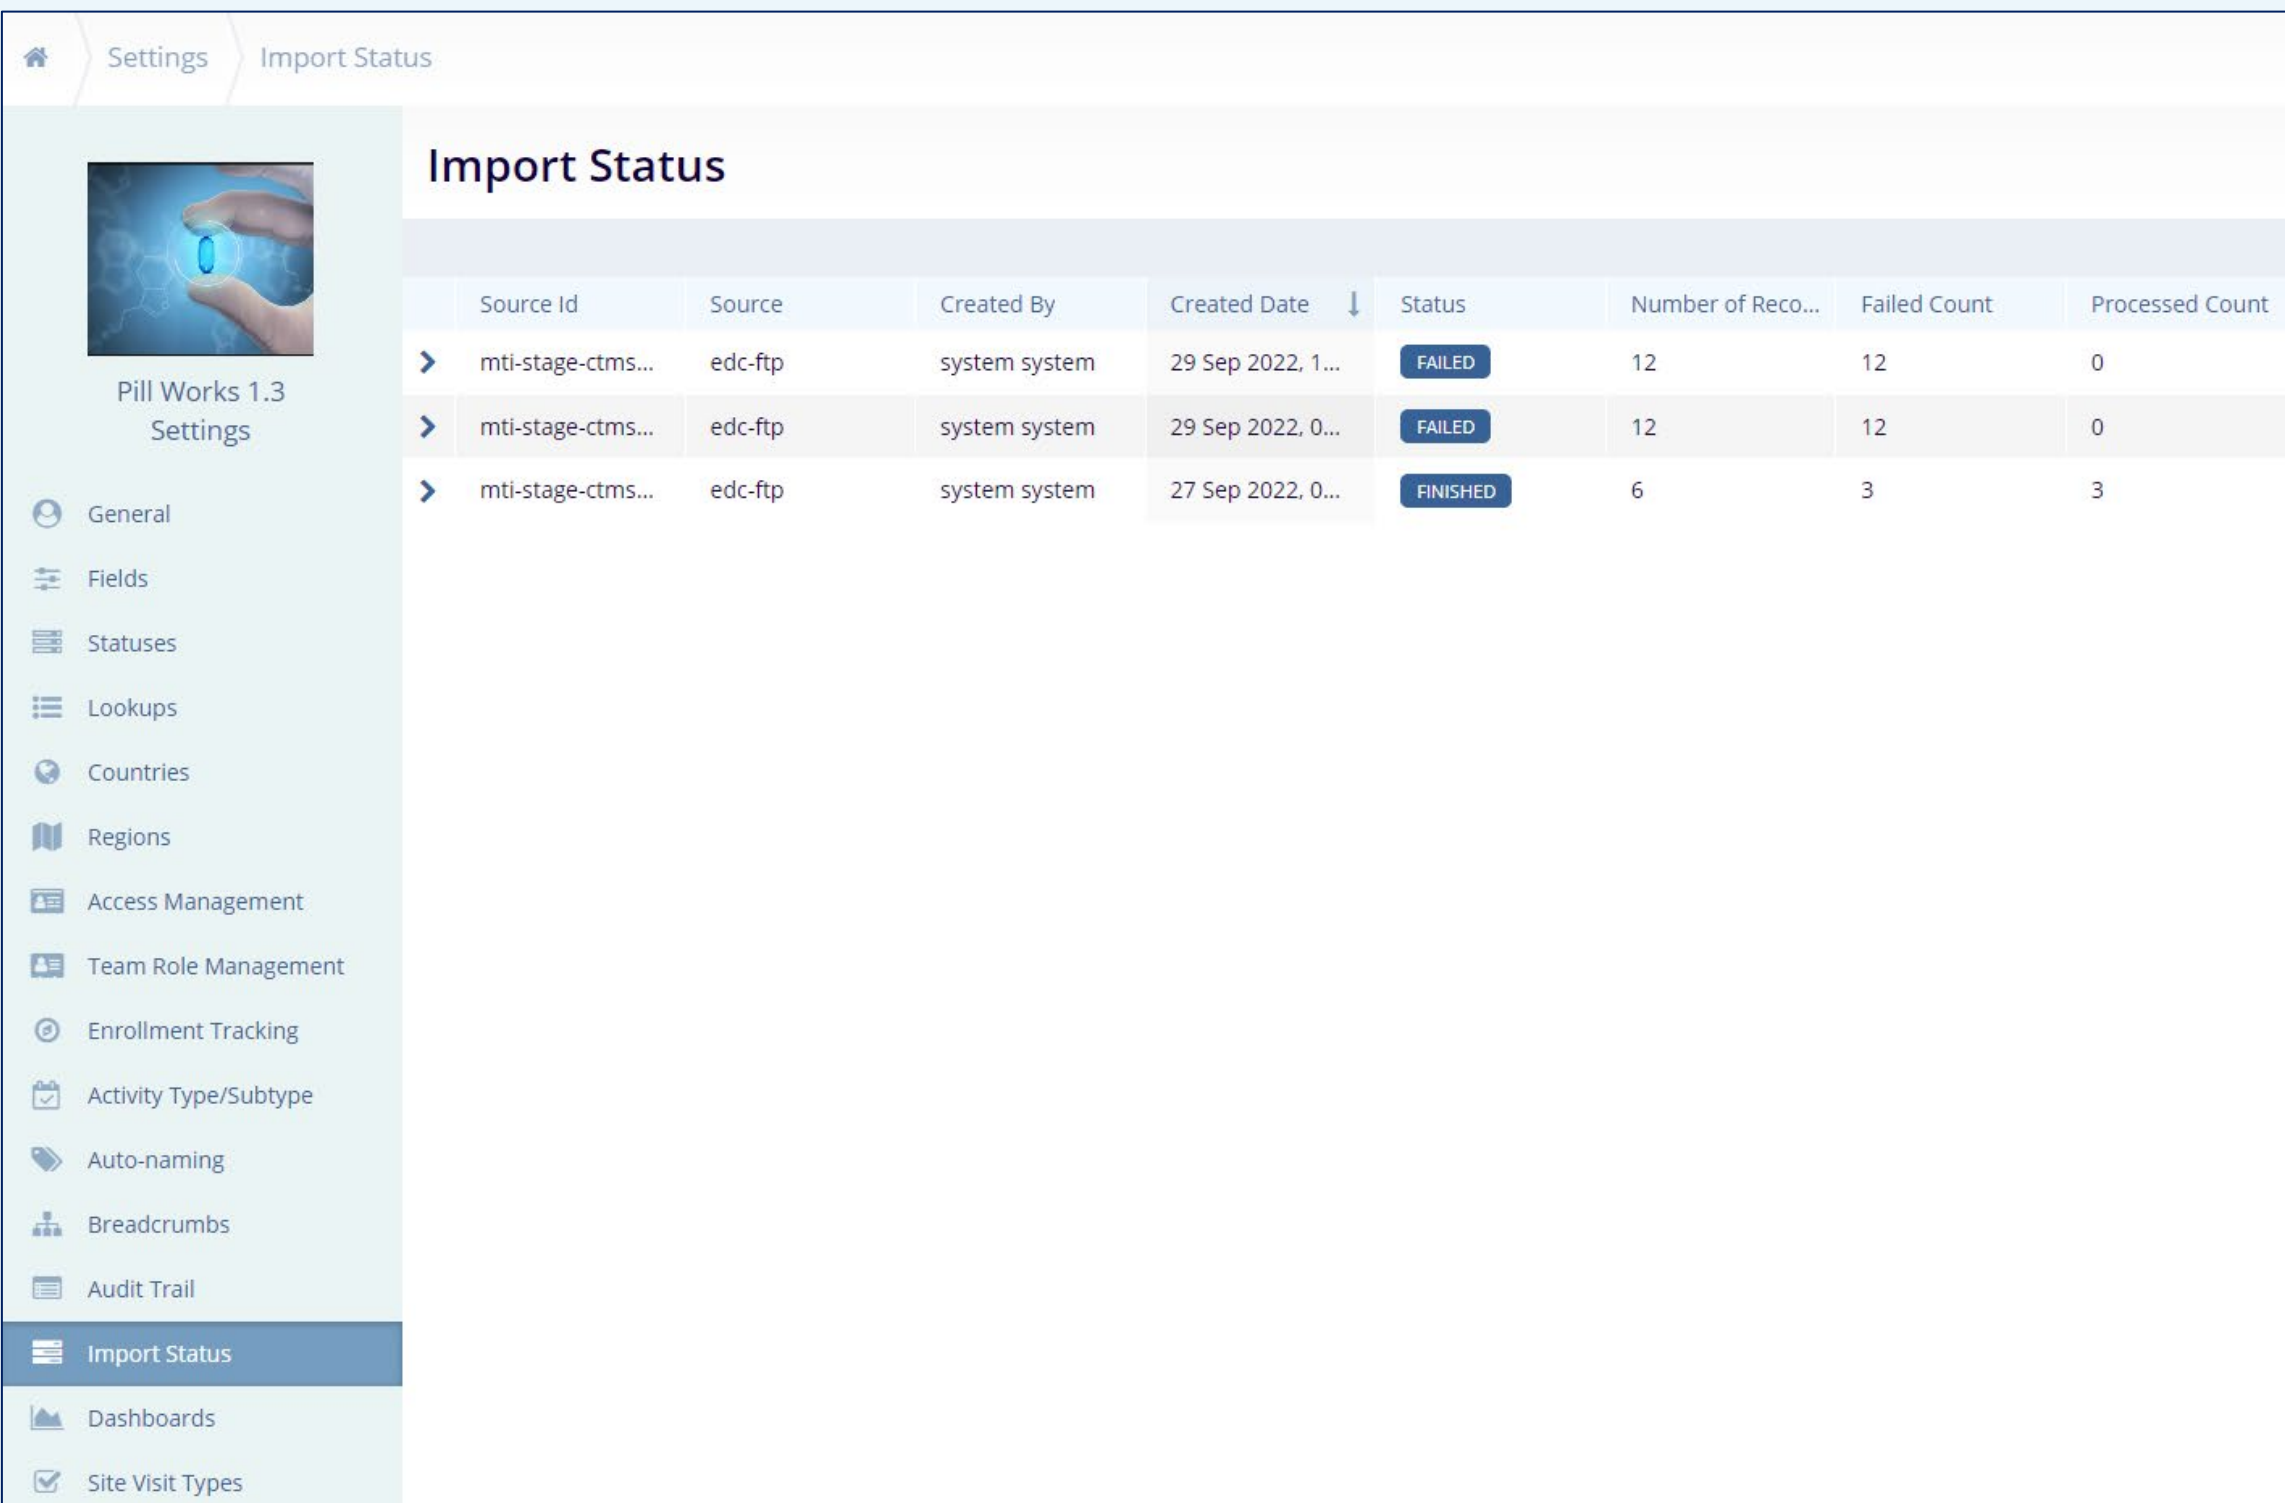 Settings
Import Status
Import Status
Pill Works 1.3
Settings
General
Fields
Statuses
Lookups
Countries
Regions
Access Management
Team Role Management
Enrollment Tracking
Activity Type/Subtype
Auto-naming
Breadcrumbs
Audit Trail
Import Status
Dashboards
Site Visit Types
Source Id Source Created By Created Date Status Number of Reco... Failed Count Processed Count
mti-stage-ctms... edc-ftp system system 29 Sep 2022, 1... FAILED 12 12 0
mti-stage-ctms... edc-ftp system system 29 Sep 2022, 0... FAILED 12 12 0
mti-stage-ctms... edc-ftp system system 27 Sep 2022, 0... FINISHED 6 3 3